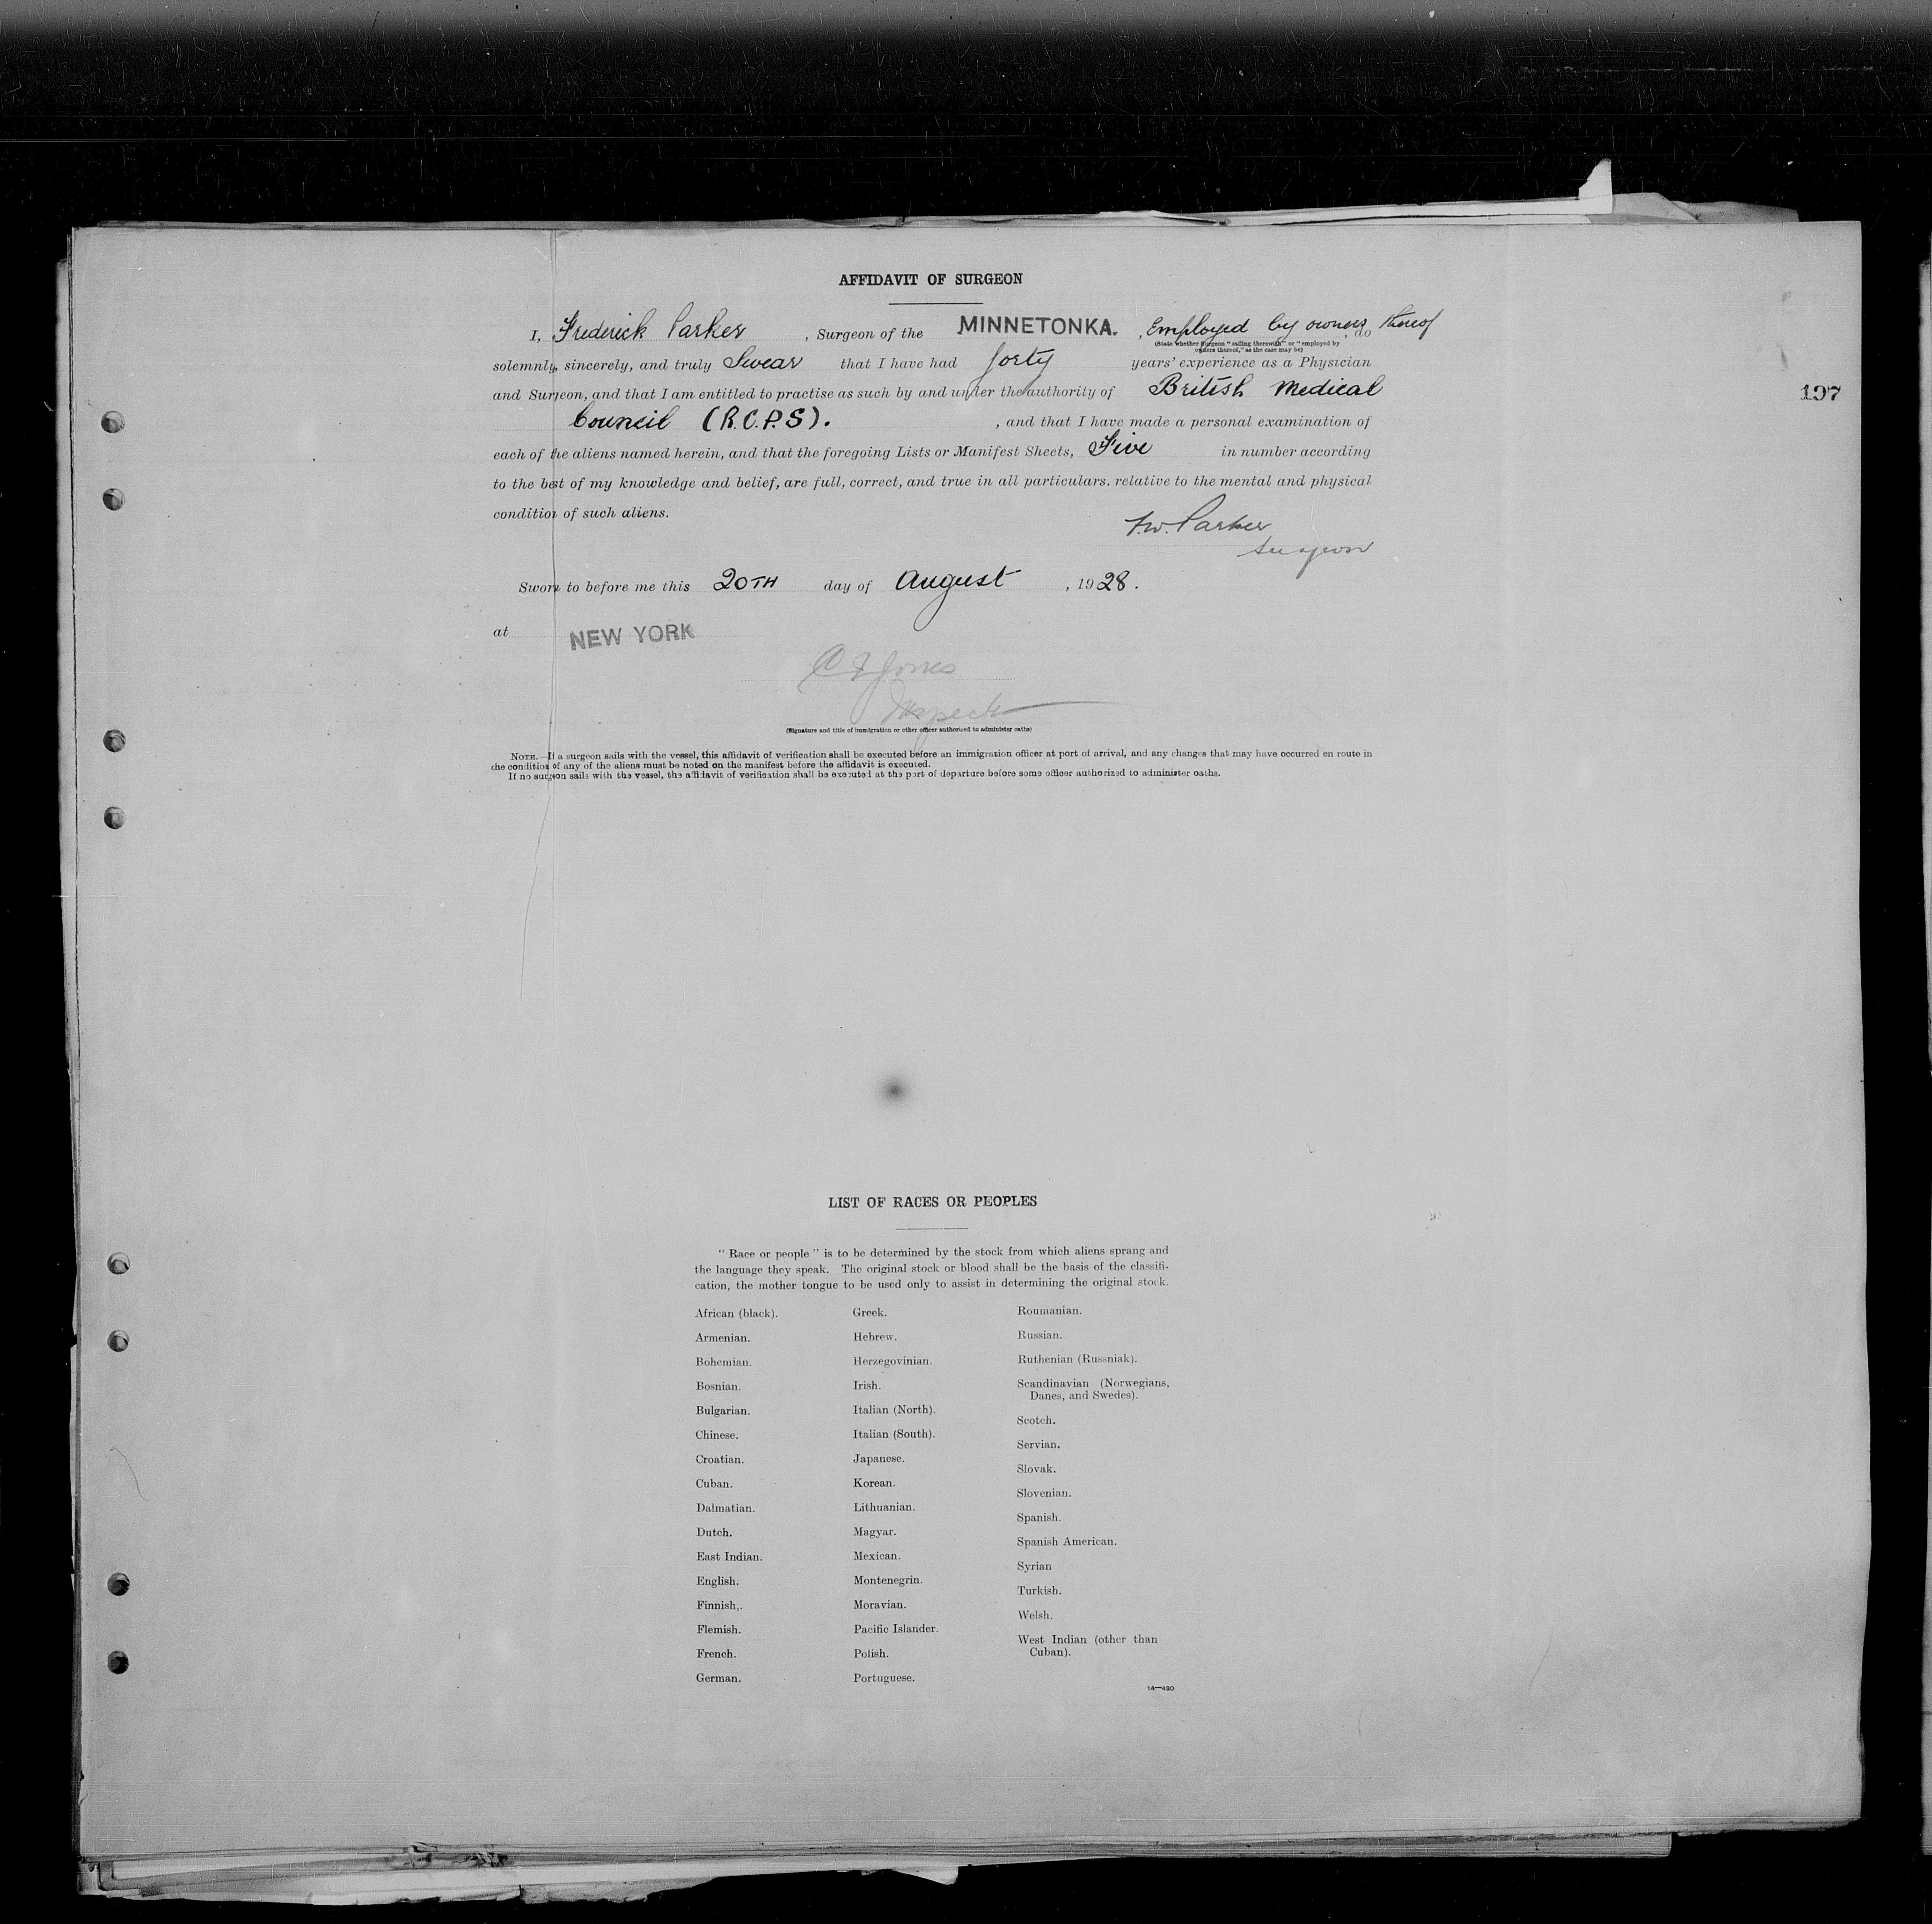 AFFIDAVIT OF SURGEON
I, Frederick Parker, Surgeon of the MINNETONKA., Employed by owners thereof, do
(State whether Surgeon "sailing therewith" or "employed by
owners thereof," as the case may be)
solemnly, sincerely, and truly Swear that I have had forty years' experience as a Physician
and Surgeon, and that I am entitled to practise as such by and under the authority of British Medical
197
Council (R.C.P.S)., and that I have made a personal examination of
each of the aliens named herein, and that the foregoing Lists or Manifest Sheets, Five in number according
to the best of my knowledge and belief, are full, correct, and true in all particulars. relative to the mental and physical
condition of such aliens.
F.W. Parker
Surgeon
Sworn to before me this 20TH day of August, 1928.
at NEW YORK
Jones
(Signature and title of immigration or other officer authorized to administer oaths)
NOTE.—If a surgeon sails with the vessel, this affidavit of verification shall be executed before an immigration officer at port of arrival, and any changes that may have occurred en route in
the condition of any of the aliens must be noted on the manifest before the affidavit is executed.
If no surgeon sails with the vessel, the affidavit of verification shall be executed at the port of departure before some officer authorized to administer oaths.
LIST OF RACES OR PEOPLES
"Race or people" is to be determined by the stock from which aliens sprang and
the language they speak. The original stock or blood shall be the basis of the classifi-
cation, the mother tongue to be used only to assist in determining the original stock.
African (black).
Armenian.
Bohemian.
Bosnian.
Bulgarian.
Chinese.
Croatian.
Cuban.
Dalmatian.
Dutch.
East Indian.
English.
Finnish,.
Flemish.
French.
German.
Greek.
Hebrew.
Herzegovinian.
Irish.
Italian (North).
Italian (South).
Japanese.
Korean.
Lithuanian.
Magyar.
Mexican.
Montenegrin.
Moravian.
Pacific Islander.
Polish.
Portuguese.
Roumanian.
Russian.
Ruthenian (Russniak).
Scandinavian (Norwegians,
Danes, and Swedes).
Scotch.
Servian.
Slovak.
Slovenian.
Spanish.
Spanish American.
Syrian
Turkish.
Welsh.
West Indian (other than
Cuban).
14—430